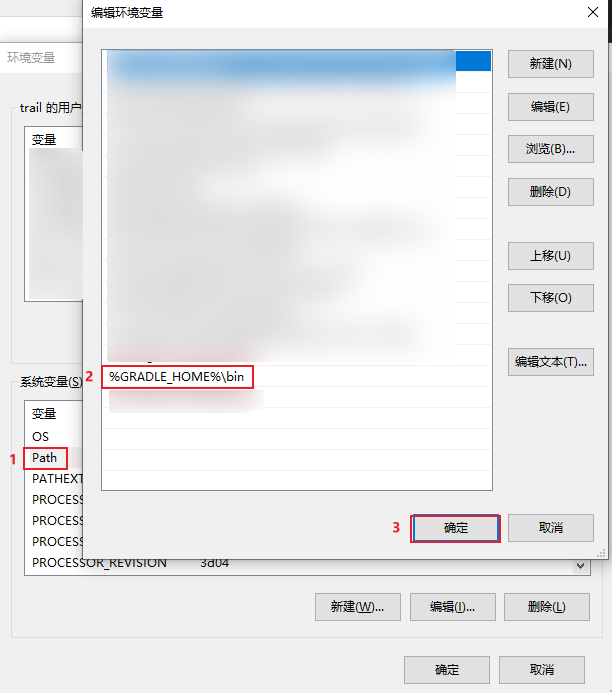 编辑环境变量
环境变量
新建(N)
trail 的用户
编辑(E)
变量
浏览(B)...
删除(D)
上移(U)
下移(O)
编辑文本(T)...
2
%GRADLE_HOME%\bin
系统变量(S)
变量
OS
1
Path
PATHEXT
PROCESS
PROCESS
PROCESS
3
确定
取消
PROCESSOR_REVISION 3d04
新建(W)...
编辑(I)...
删除(L)
确定
取消